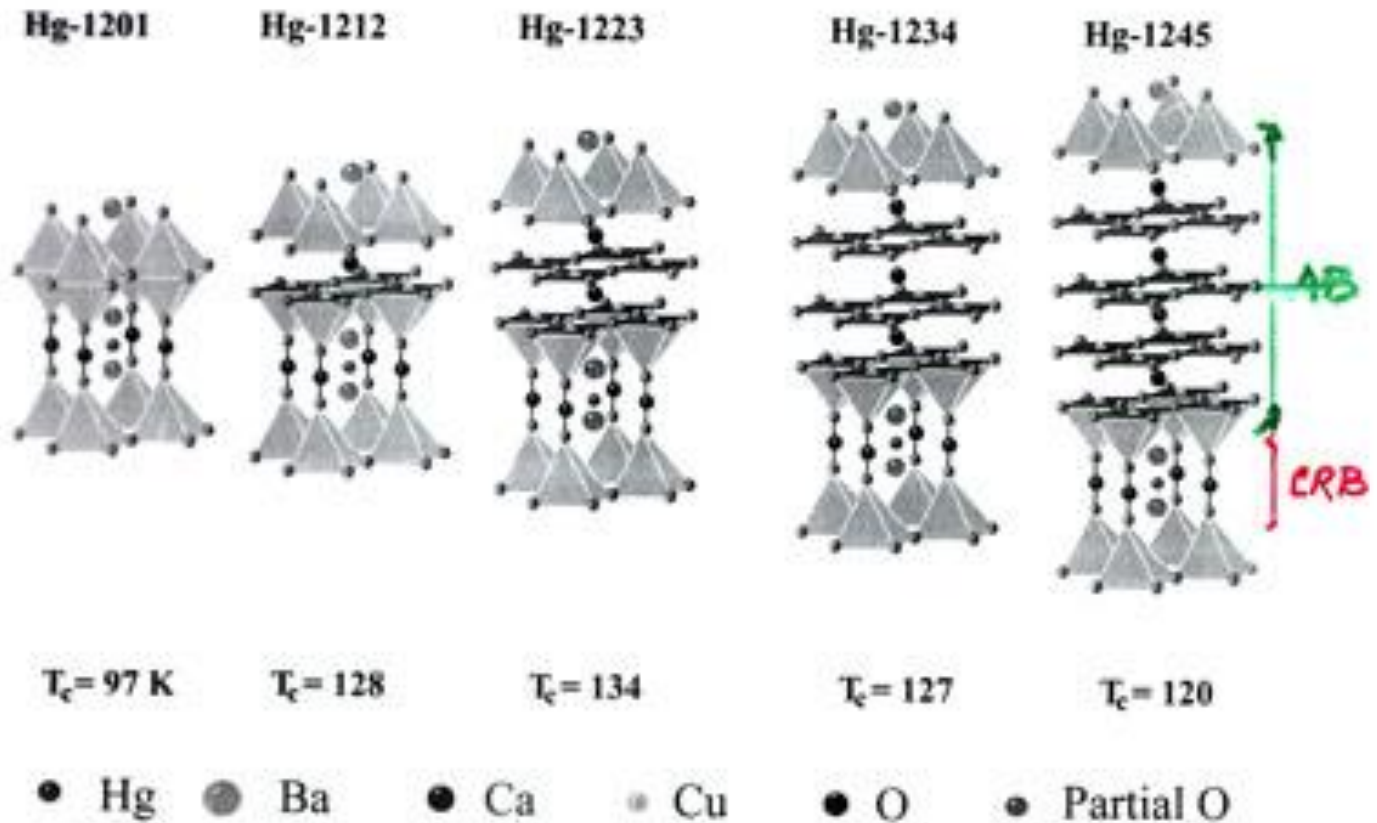 Hg-1201 Hg-1212 Hg-1223 Hg-1234 Hg-1245
AB
CRB
Tc= 97 K Tc= 128 Tc= 134 Tc= 127 Tc= 120
Hg Ba Ca Cu O Partial O